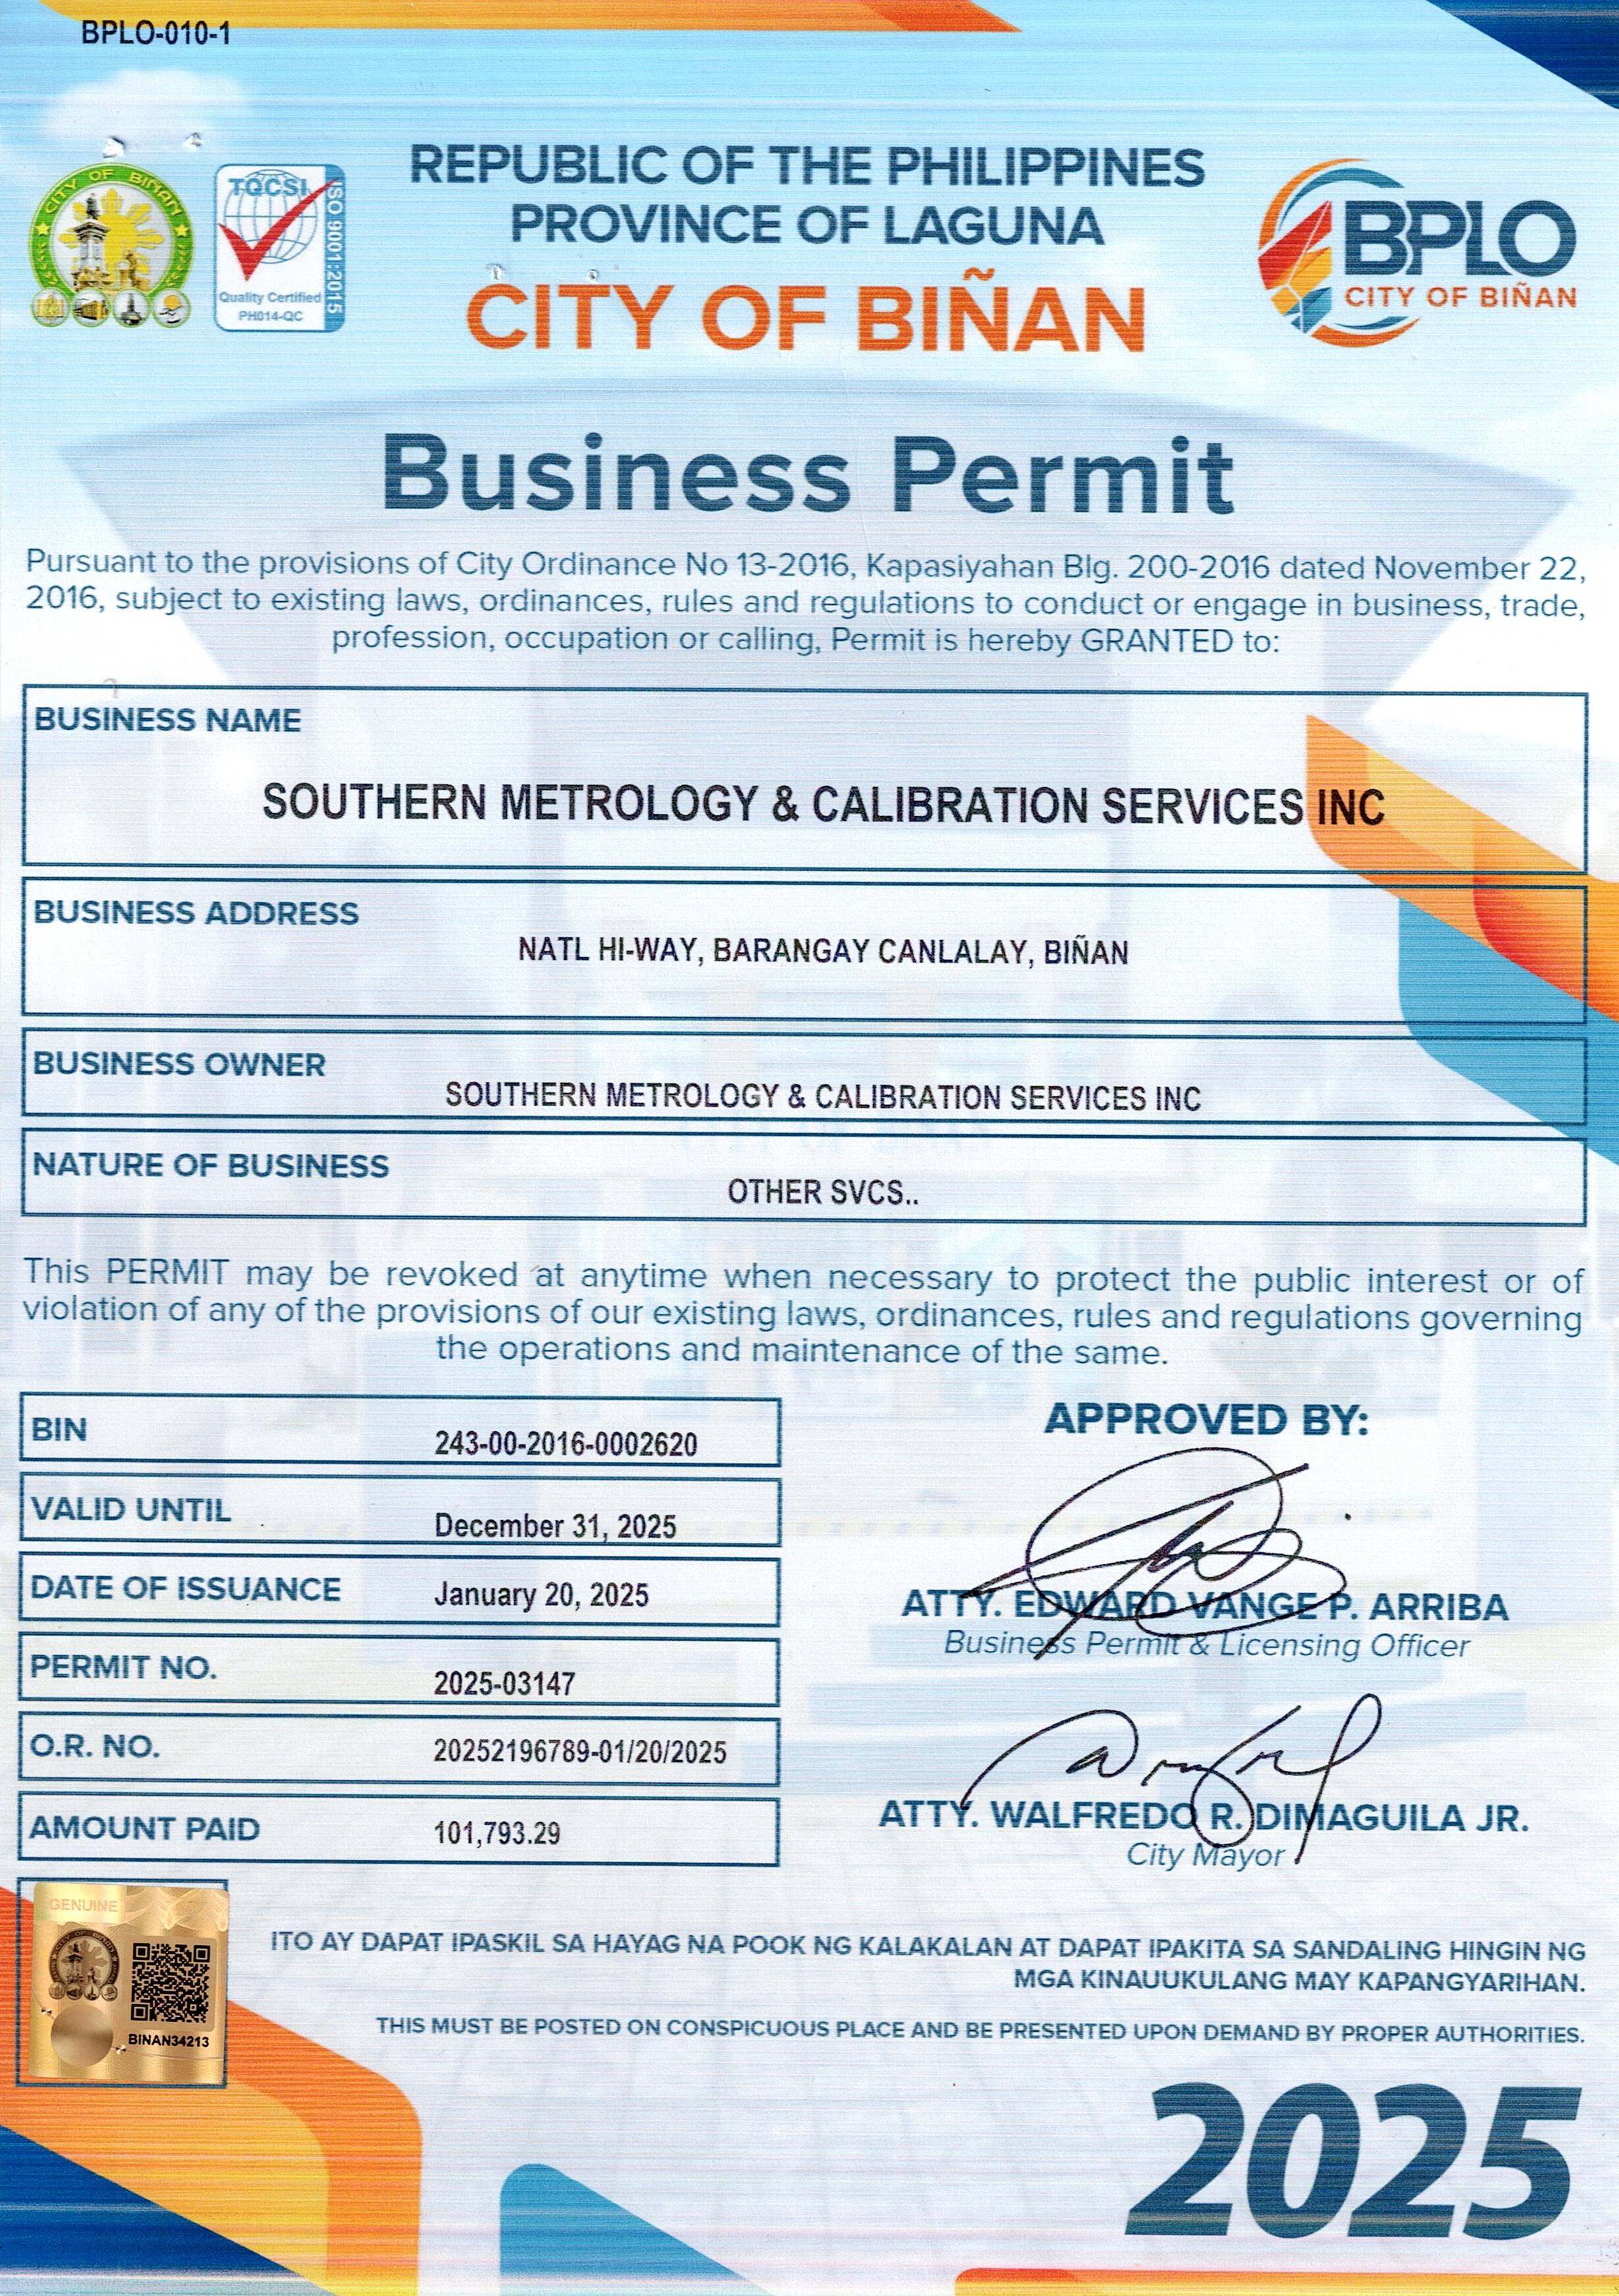 BPLO-010-1
CITY OF BIÑAN
TQCSI
ISO 9001:2015
Quality Certified
PH014-QC
REPUBLIC OF THE PHILIPPINES
PROVINCE OF LAGUNA
CITY OF BIÑAN
BPLO
CITY OF BIÑAN
Business Permit
Pursuant to the provisions of City Ordinance No 13-2016, Kapasiyahan Blg. 200-2016 dated November 22,
2016, subject to existing laws, ordinances, rules and regulations to conduct or engage in business, trade,
profession, occupation or calling, Permit is hereby GRANTED to:
BUSINESS NAME
SOUTHERN METROLOGY & CALIBRATION SERVICES INC
BUSINESS ADDRESS
NATL HI-WAY, BARANGAY CANLALAY, BIÑAN
BUSINESS OWNER
SOUTHERN METROLOGY & CALIBRATION SERVICES INC
NATURE OF BUSINESS
OTHER SVCS..
This PERMIT may be revoked at anytime when necessary to protect the public interest or of
violation of any of the provisions of our existing laws, ordinances, rules and regulations governing
the operations and maintenance of the same.
BIN 243-00-2016-0002620
VALID UNTIL December 31, 2025
DATE OF ISSUANCE January 20, 2025
PERMIT NO. 2025-03147
O.R. NO. 20252196789-01/20/2025
AMOUNT PAID 101,793.29
APPROVED BY:
ATTY. EDWARD VANGE P. ARRIBA
Business Permit & Licensing Officer
ATTY. WALFREDO R. DIMAGUILA JR.
City Mayor
GENUINE
BINAN34213
ITO AY DAPAT IPASKIL SA HAYAG NA POOK NG KALAKALAN AT DAPAT IPAKITA SA SANDALING HINGIN NG
MGA KINAUUKULANG MAY KAPANGYARIHAN.
THIS MUST BE POSTED ON CONSPICUOUS PLACE AND BE PRESENTED UPON DEMAND BY PROPER AUTHORITIES.
2025